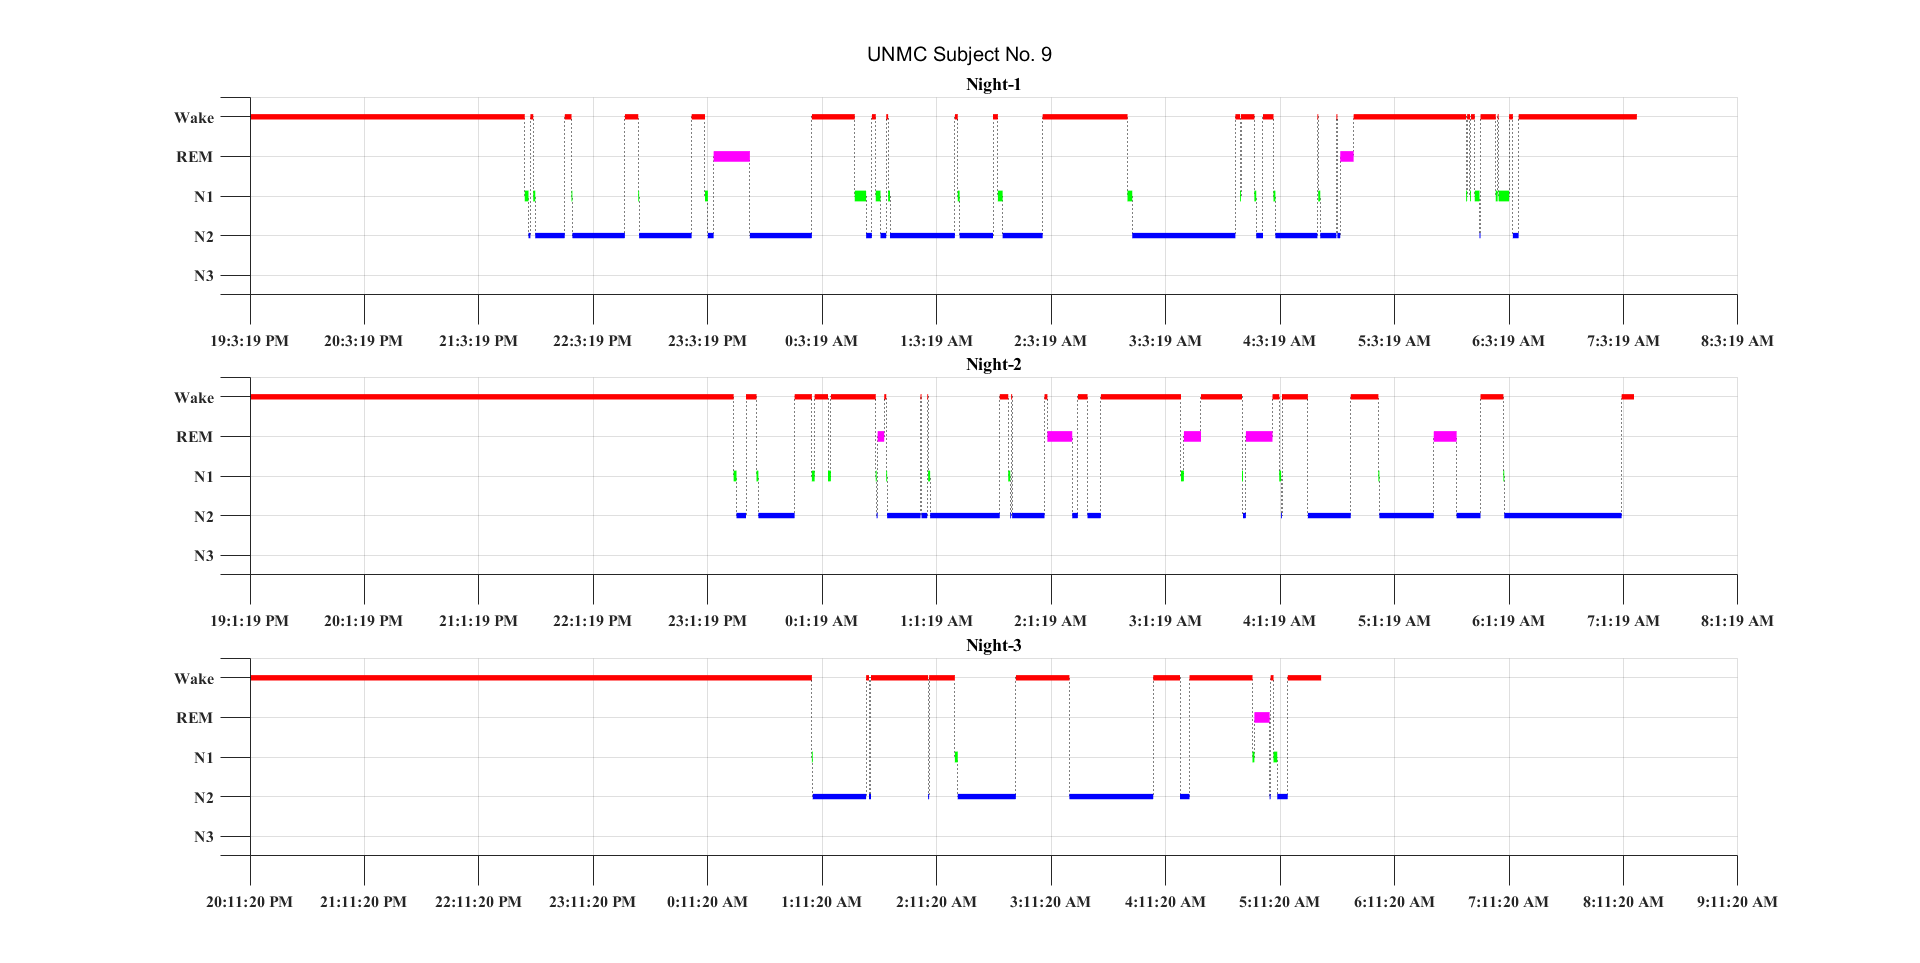 UNMC Subject No. 9
Night-1
Wake
REM
N1
N2
N3
19:3:19 PM 20:3:19 PM 21:3:19 PM 22:3:19 PM 23:3:19 PM 0:3:19 AM 1:3:19 AM 2:3:19 AM 3:3:19 AM 4:3:19 AM 5:3:19 AM 6:3:19 AM 7:3:19 AM 8:3:19 AM
Night-2
Wake
REM
N1
N2
N3
19:1:19 PM 20:1:19 PM 21:1:19 PM 22:1:19 PM 23:1:19 PM 0:1:19 AM 1:1:19 AM 2:1:19 AM 3:1:19 AM 4:1:19 AM 5:1:19 AM 6:1:19 AM 7:1:19 AM 8:1:19 AM
Night-3
Wake
REM
N1
N2
N3
20:11:20 PM 21:11:20 PM 22:11:20 PM 23:11:20 PM 0:11:20 AM 1:11:20 AM 2:11:20 AM 3:11:20 AM 4:11:20 AM 5:11:20 AM 6:11:20 AM 7:11:20 AM 8:11:20 AM 9:11:20 AM